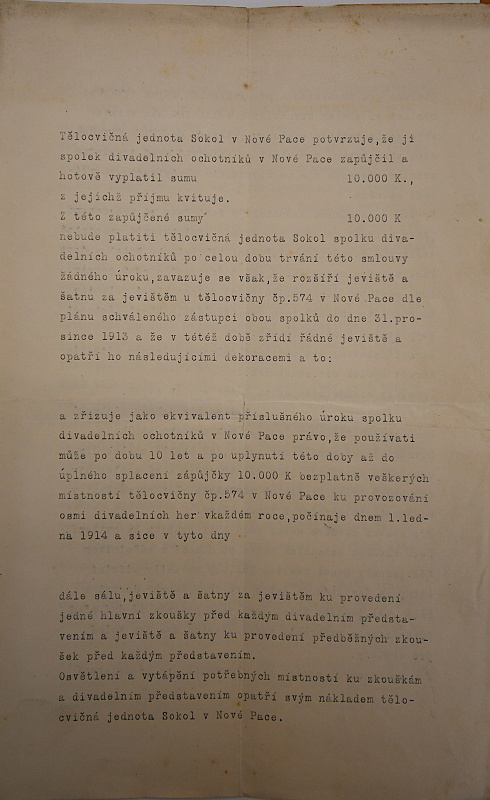 Tělocvičná jednota Sokol v Nové Pace potvrzuje,že jí
spolek divadelních ochotníků v Nové Pace zapůjčil a
hotově vyplatil sumu 10.000 K.,
z jejichž příjmu kvituje.
Z této zapůjčené sumy 10.000 K
nebude platiti tělocvičná jednota Sokol spolku diva-
delních ochotníků po celou dobu trvání této smlouvy
žádného úroku,zavazuje se však,že rozšíří jeviště a
šatnu za jevištěm u tělocvičny čp.574 v Nové Pace dle
plánu schváleného zástupci obou spolků do dne 31.pro-
since 1913 a že v tétéž době zřídí řádné jeviště a
opatří ho následujícími dekoracemi a to:
a zřizuje jako ekvivalent příslušného úroku spolku
divadelních ochotníků v Nové Pace právo,že používati
může po dobu 10 let a po uplynutí této doby až do
úplného splacení zápůjčky 10.000 K bezplatně veškerých
místností tělocvičny čp.574 v Nové Pace ku provozování
osmi divadelních her vkaždém roce,počínaje dnem 1.led-
na 1914 a sice v tyto dny
dále sálu,jeviště a šatny za jevištěm ku provedení
jedné hlavní zkoušky před každým divadelním předsta-
vením a jeviště a šatny ku provedení předběžných zkou-
šek před každým představením.
Osvětlení a vytápění potřebných místností ku zkouškám
a divadelním představením opatří svým nákladem tělo-
cvičná jednota Sokol v Nové Pace.